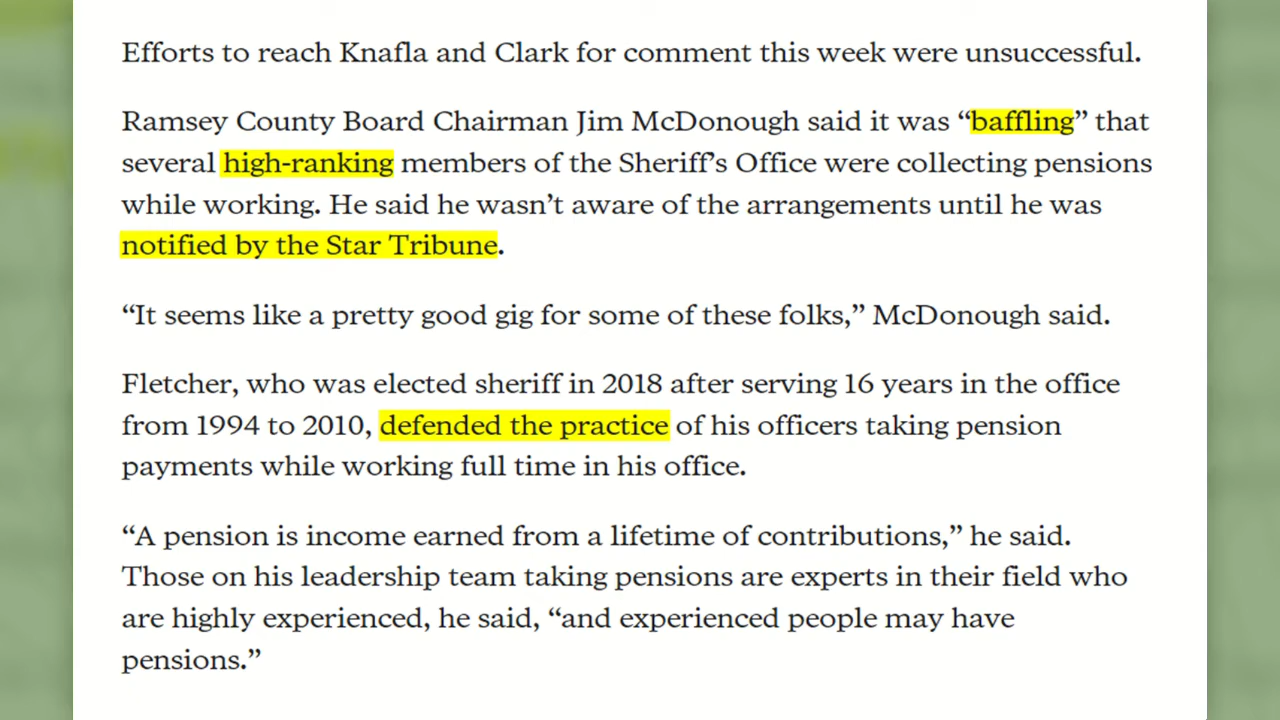 Efforts to reach Knafla and Clark for comment this week were unsuccessful.
Ramsey County Board Chairman Jim McDonough said it was “baffling” that
several high-ranking members of the Sheriff’s Office were collecting pensions
while working. He said he wasn’t aware of the arrangements until he was
notified by the Star Tribune.
“It seems like a pretty good gig for some of these folks,” McDonough said.
Fletcher, who was elected sheriff in 2018 after serving 16 years in the office
from 1994 to 2010, defended the practice of his officers taking pension
payments while working full time in his office.
“A pension is income earned from a lifetime of contributions,” he said.
Those on his leadership team taking pensions are experts in their field who
are highly experienced, he said, “and experienced people may have
pensions.”